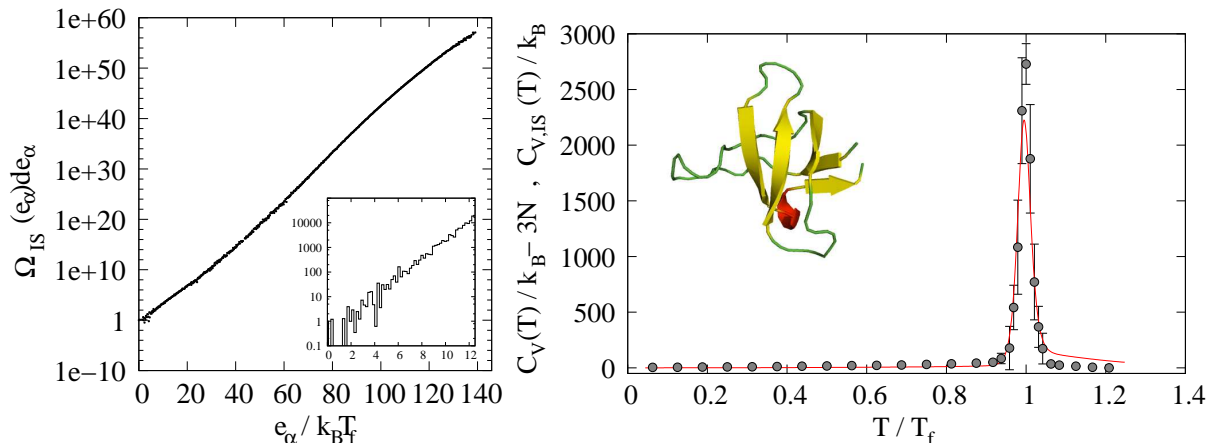 Ω_IS (e_α)de_α
1e+60
1e+50
1e+40
1e+30
1e+20
1e+10
1
1e−10
0 20 40 60 80 100 120 140
e_α / k_B T_f
10000
1000
100
10
1
0.1
0 2 4 6 8 10 12
C_V(T) / k_B − 3N , C_V,IS (T) / k_B
3000
2500
2000
1500
1000
500
0
0 0.2 0.4 0.6 0.8 1 1.2 1.4
T / T_f